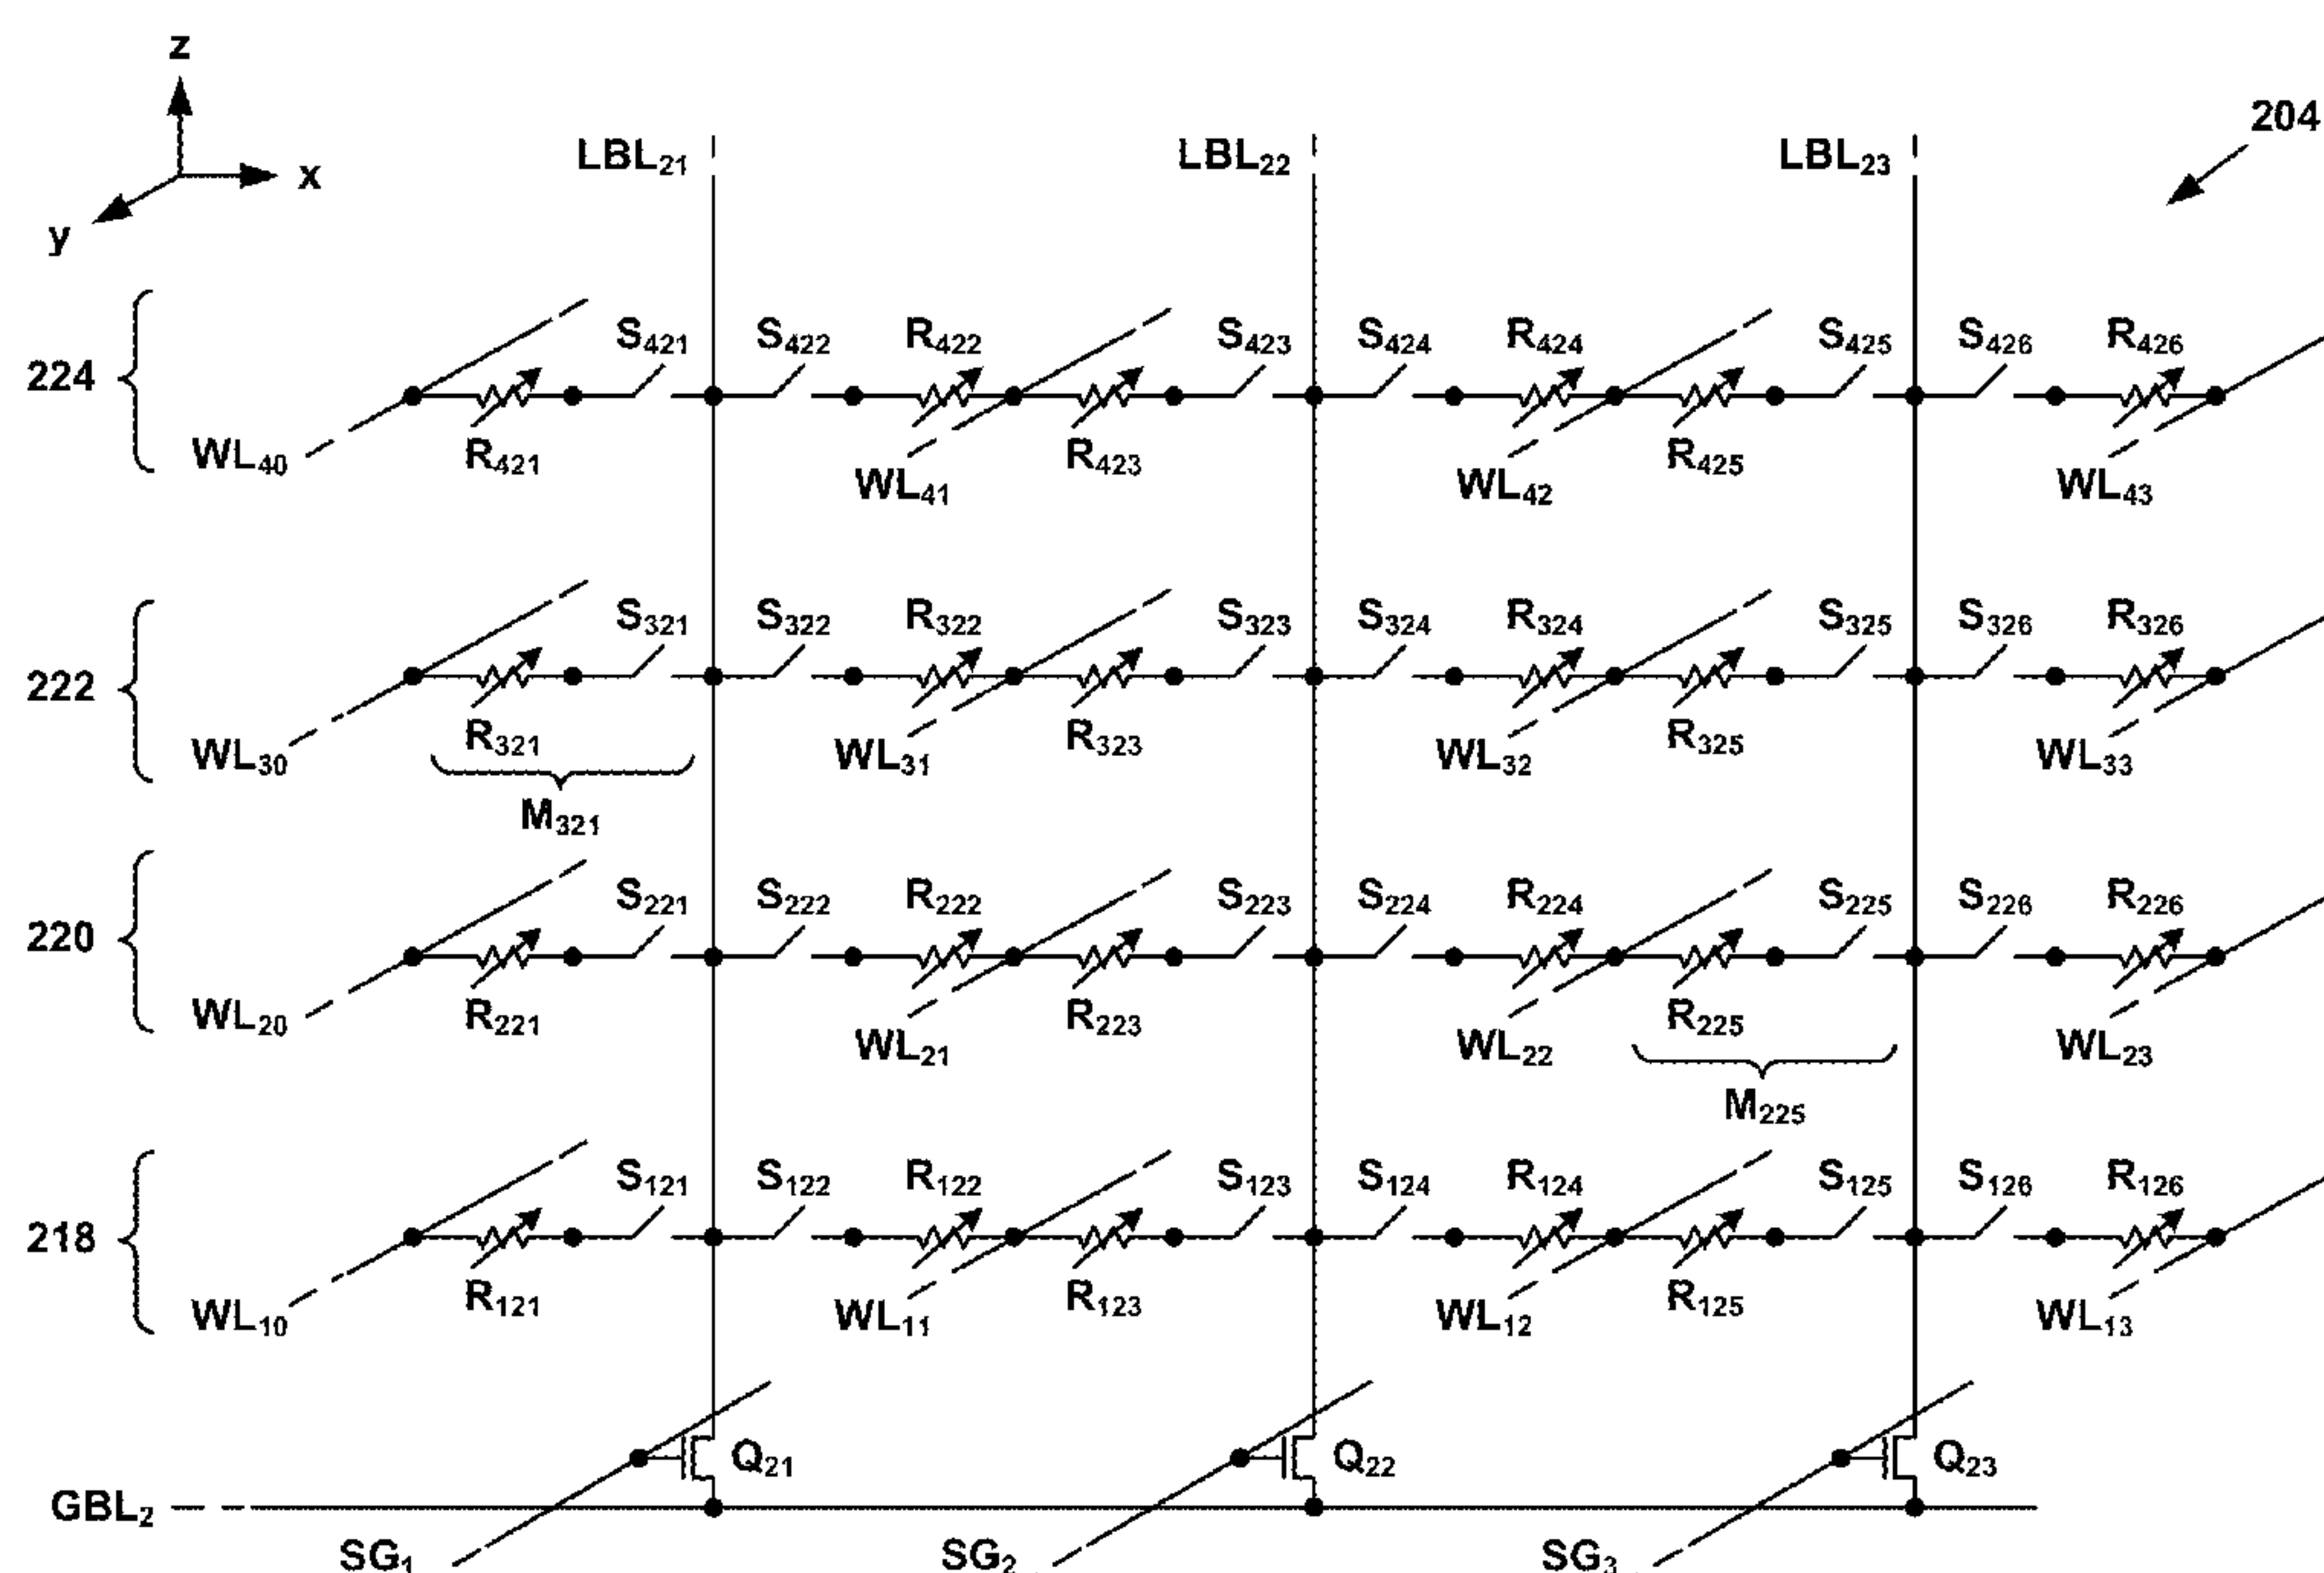 z
204
LBL21 LBL22 LBL23
x
y
S421 S422 R422 S423 S424 R424 S425 S426 R426
224
WL40 R421 R423 R425
WL41 WL42 WL43
S321 S322 R322 S323 S324 R324 S325 S326 R326
222
R321 R323 R325
WL30 WL31 WL32 WL33
M321
S221 S222 R222 S223 S224 R224 S225 S226 R226
220
WL20 R221 R223 R225
WL21 WL22 WL23
M225
S121 S122 R122 S123 S124 R124 S125 S126 R126
218
R121 R123 R125
WL10 WL11 WL12 WL13
Q21 Q22 Q23
GBL2
SG1 SG2 SG3